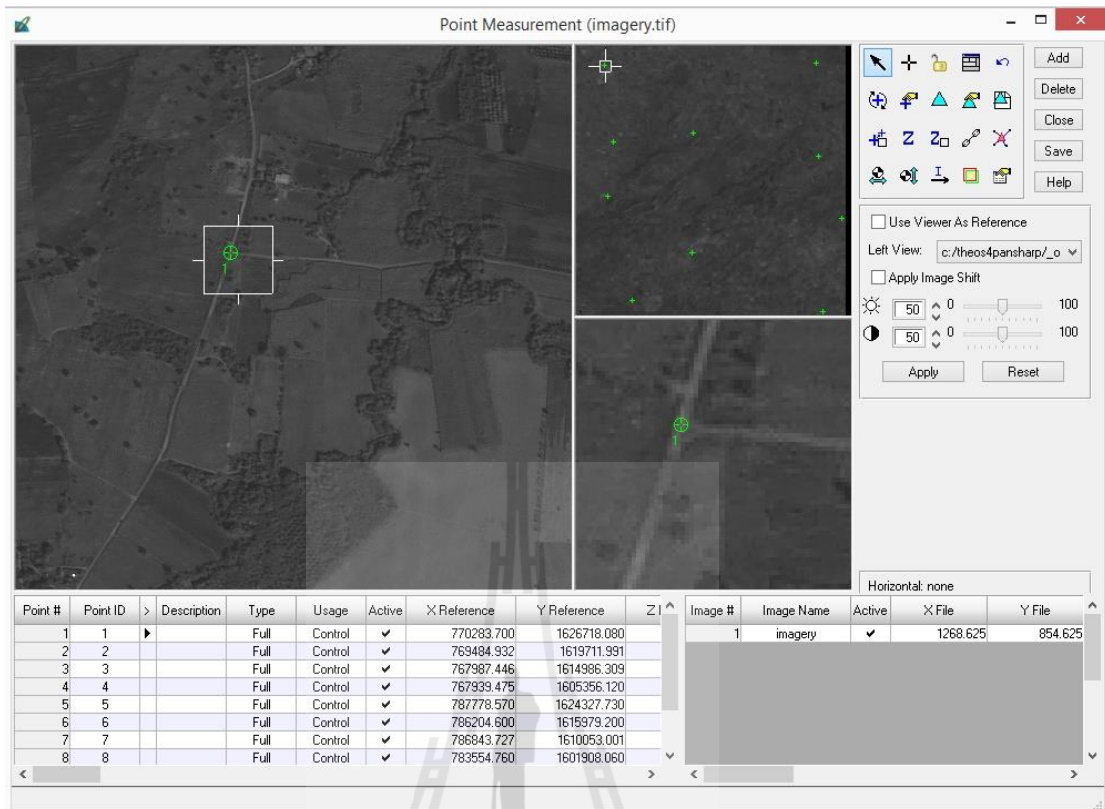 Point Measurement (imagery.tif)
Add
Delete
Close
Save
Help
Use Viewer As Reference
Left View: c:/theos4pansharp/_o
Apply Image Shift
50 0 100
50 0 100
Apply Reset
Horizontal: none
1
1
Point # Point ID > Description Type Usage Active X Reference Y Reference Z
1 1 Full Control 770283.700 1626718.080
2 2 Full Control 769484.932 1619711.991
3 3 Full Control 767987.446 1614986.309
4 4 Full Control 767939.475 1605356.120
5 5 Full Control 787778.570 1624327.730
6 6 Full Control 786204.600 1615979.200
7 7 Full Control 786843.727 1610053.001
8 8 Full Control 783554.760 1601908.060
Image # Image Name Active X File Y File
1 imagery 1268.625 854.625